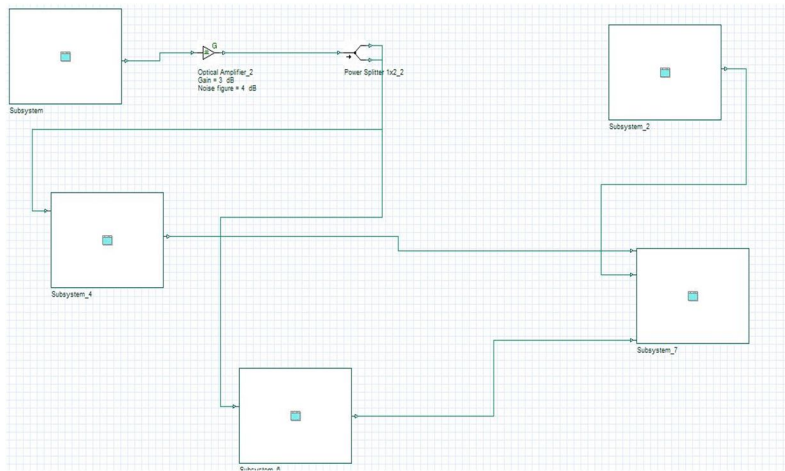 G
Optical Amplifier_2
Gain = 3 dB
Noise figure = 4 dB
Power Splitter 1x2_2
Subsystem
Subsystem_2
Subsystem_4
Subsystem_7